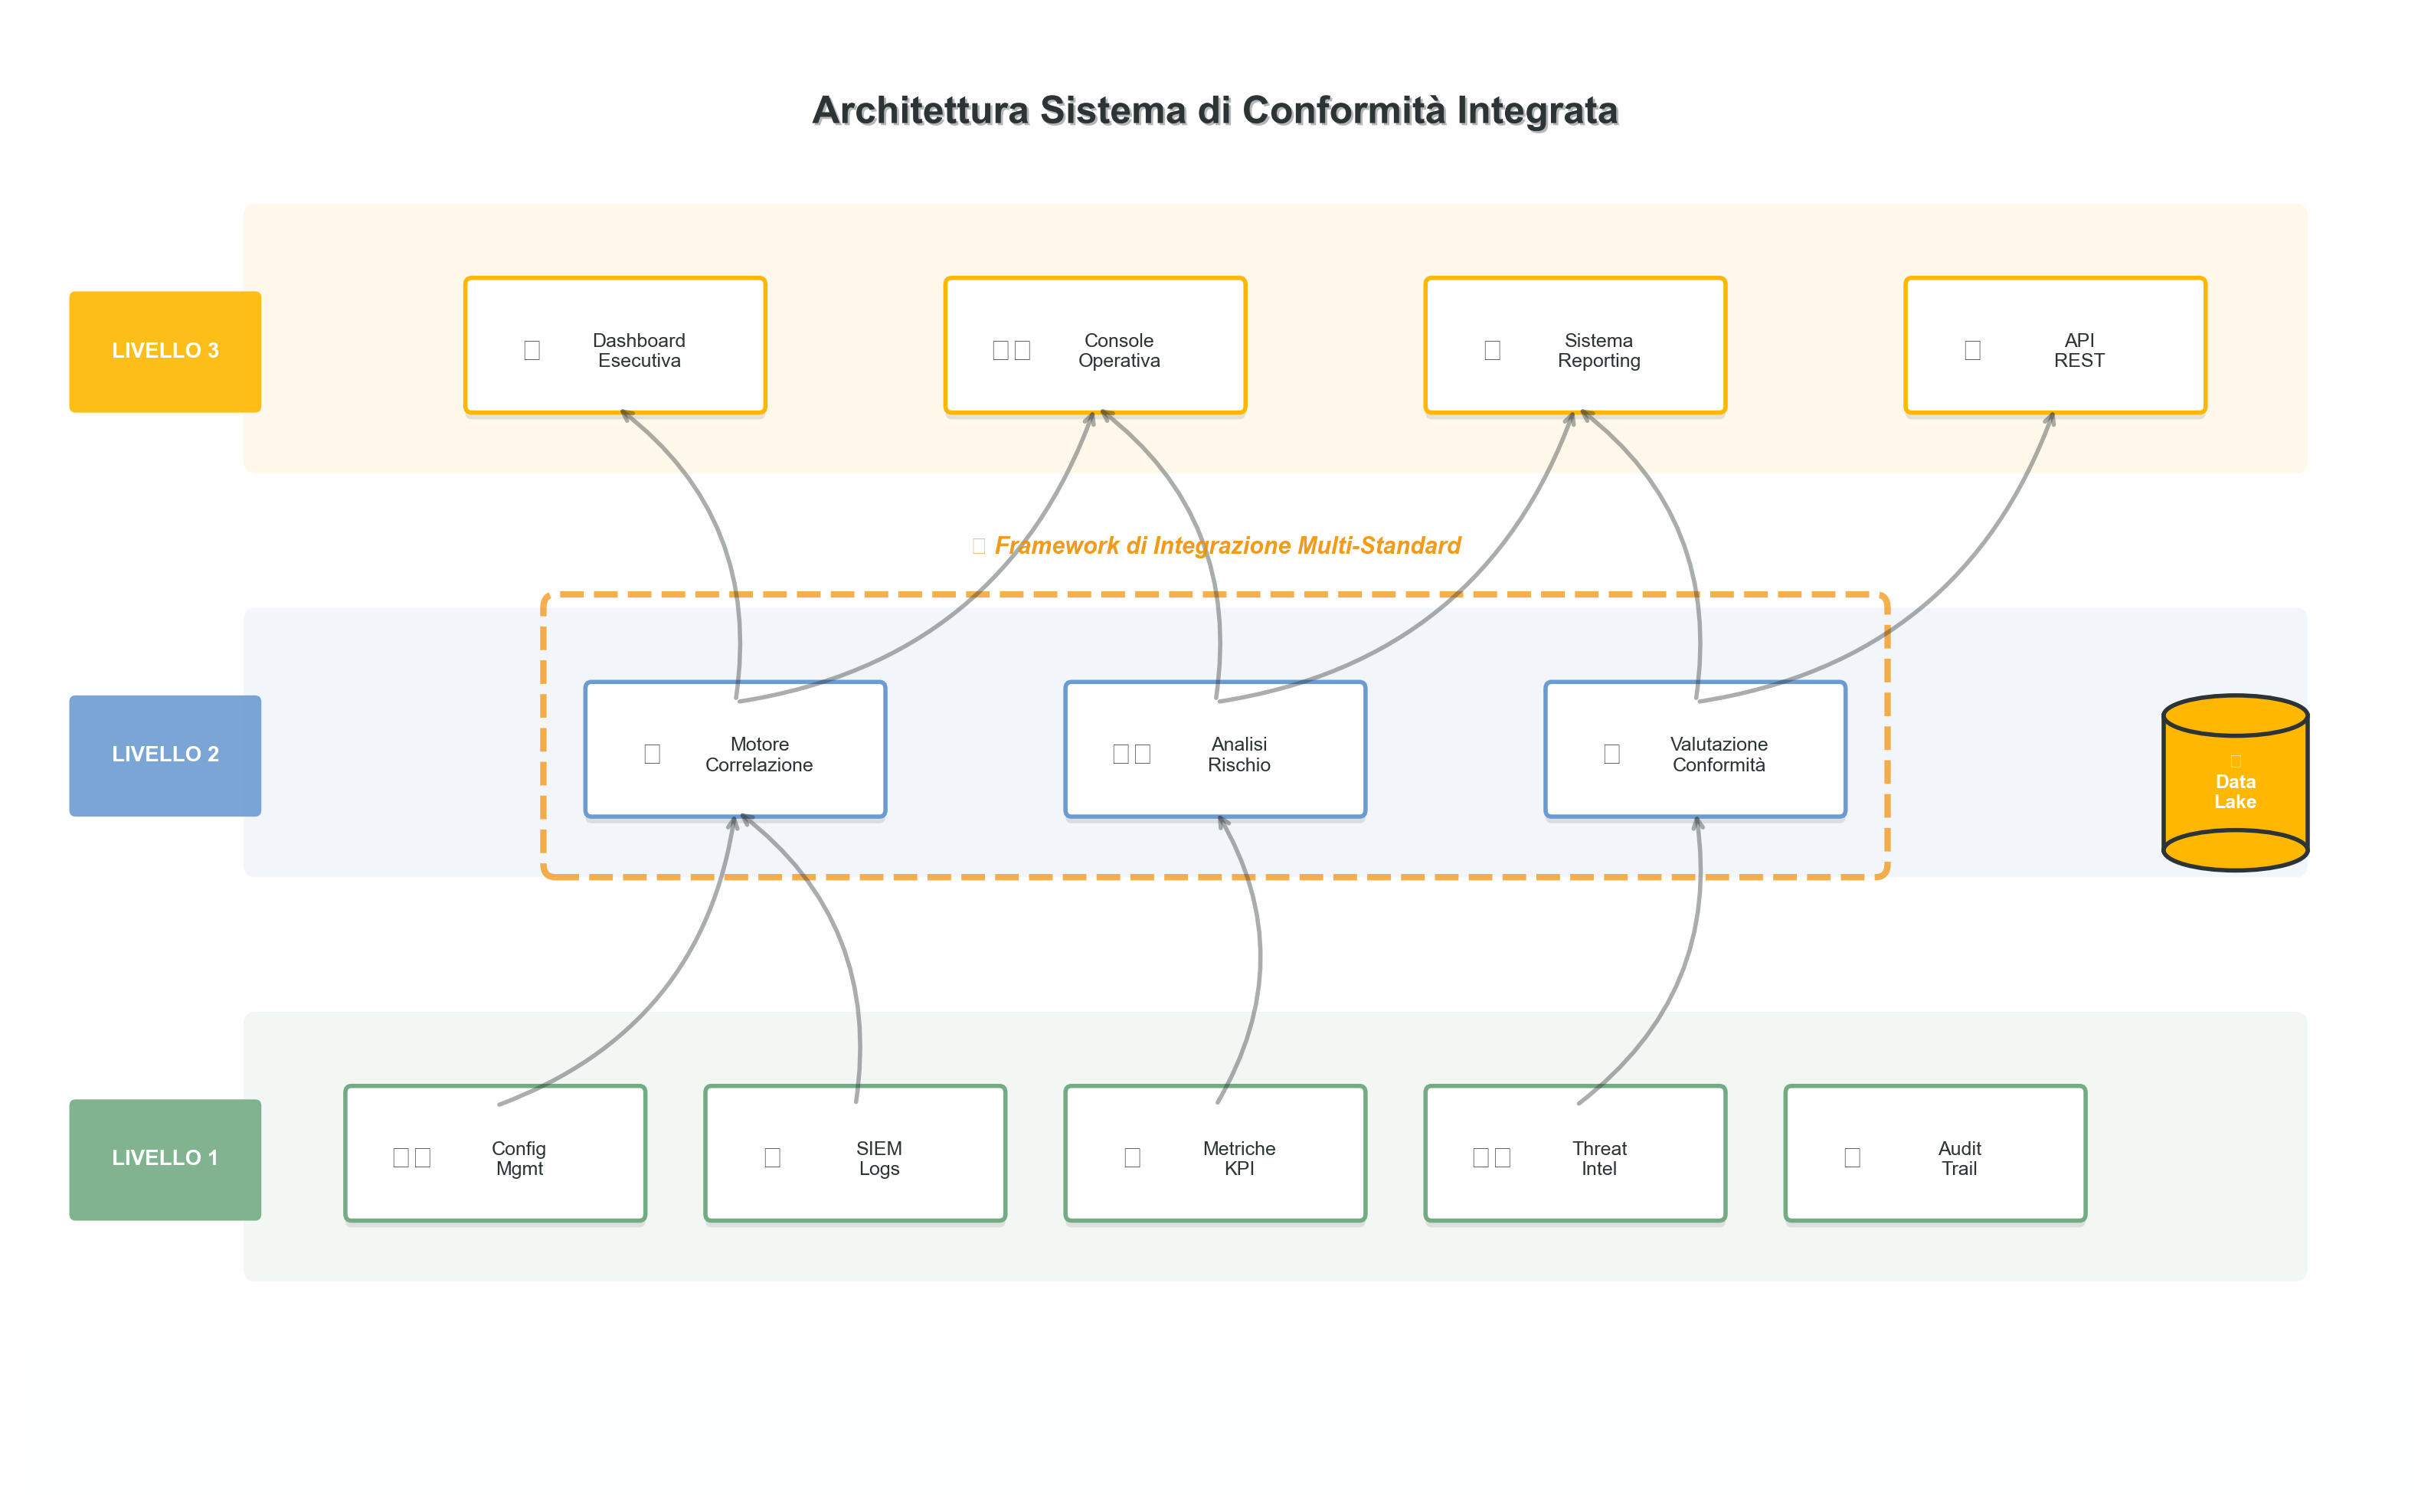 Architettura Sistema di Conformità Integrata
LIVELLO 3
Dashboard
Esecutiva
Console
Operativa
Sistema
Reporting
API
REST
Framework di Integrazione Multi-Standard
LIVELLO 2
Motore
Correlazione
Analisi
Rischio
Valutazione
Conformità
Data
Lake
LIVELLO 1
Config
Mgmt
SIEM
Logs
Metriche
KPI
Threat
Intel
Audit
Trail